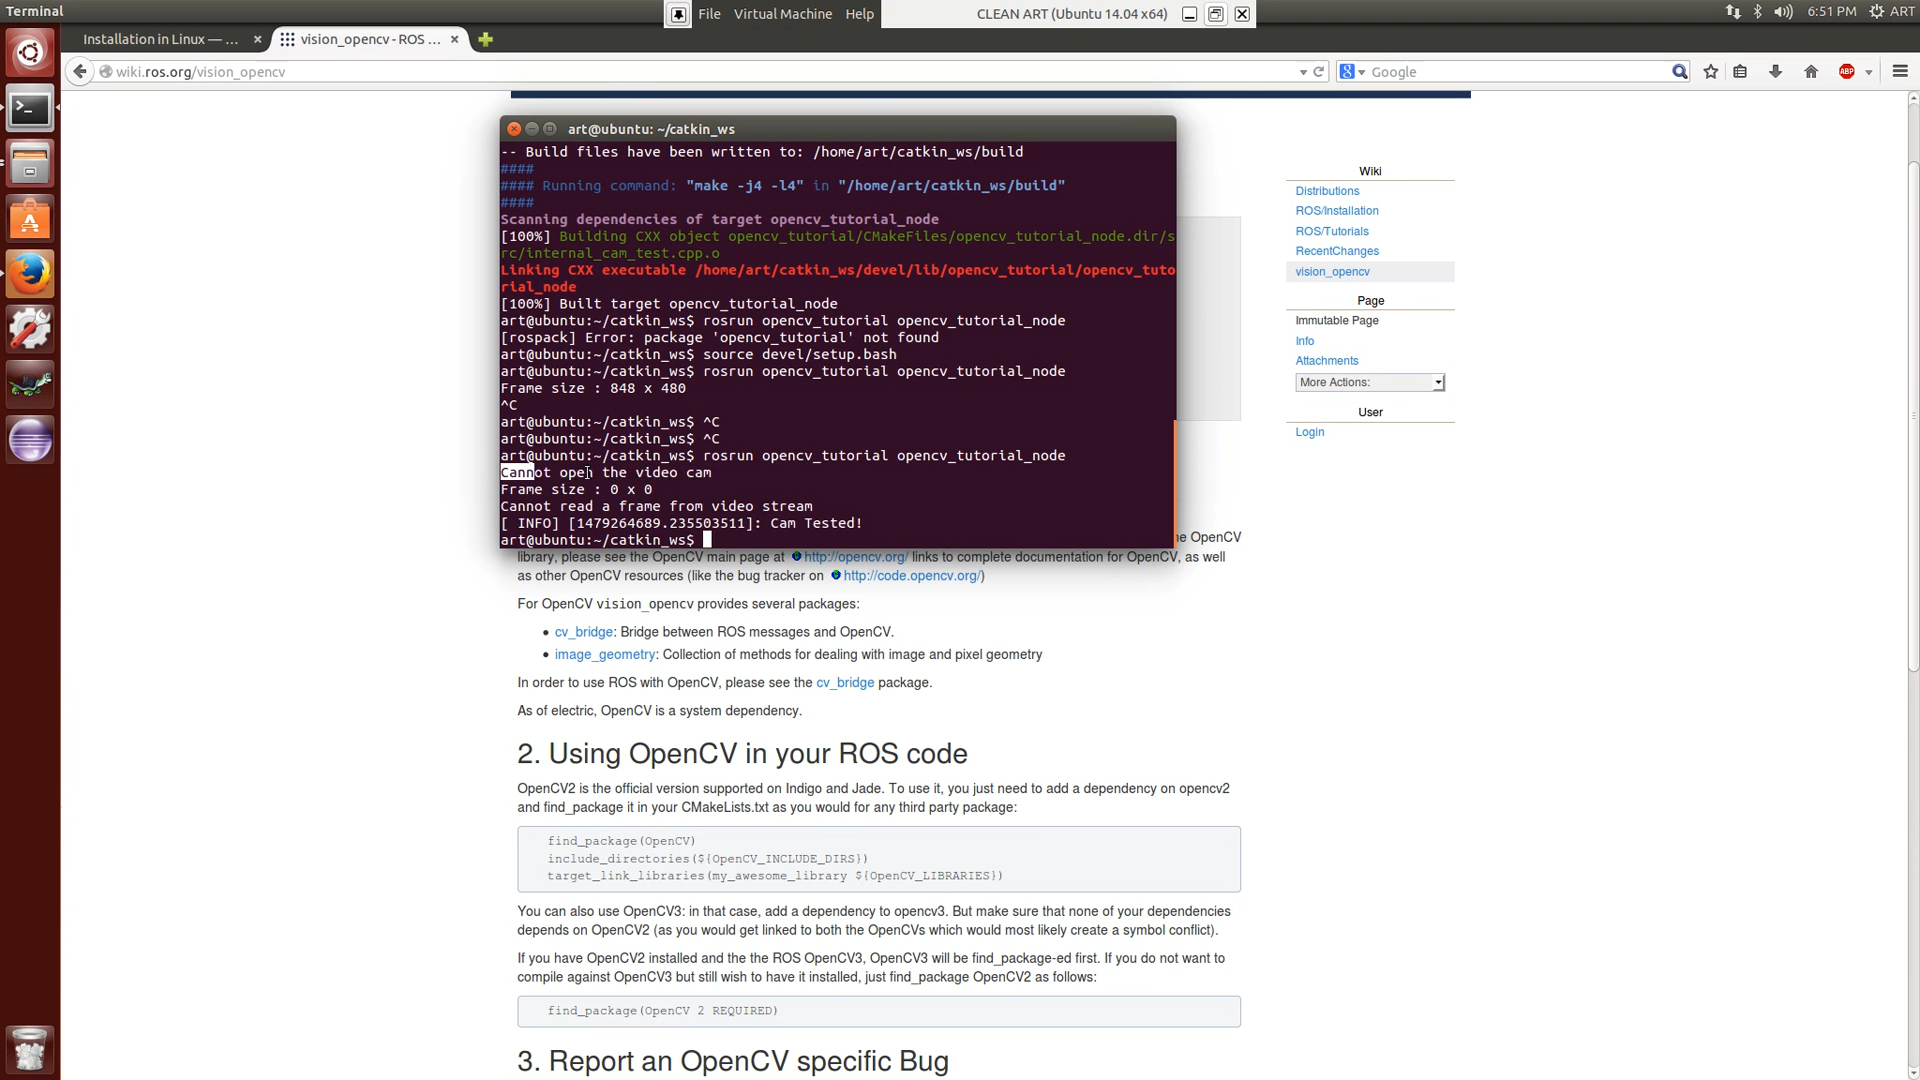 Terminal
File Virtual Machine Help
CLEAN ART (Ubuntu 14.04 x64)
6:51 PM ART
Installation in Linux — ...
vision_opencv - ROS ...
wiki.ros.org/vision_opencv
Google
ABP
art@ubuntu: ~/catkin_ws
-- Build files have been written to: /home/art/catkin_ws/build
####
#### Running command: "make -j4 -l4" in "/home/art/catkin_ws/build"
####
Scanning dependencies of target opencv_tutorial_node
[100%] Building CXX object opencv_tutorial/CMakeFiles/opencv_tutorial_node.dir/s
rc/internal_cam_test.cpp.o
Linking CXX executable /home/art/catkin_ws/devel/lib/opencv_tutorial/opencv_tuto
rial_node
[100%] Built target opencv_tutorial_node
art@ubuntu:~/catkin_ws$ rosrun opencv_tutorial opencv_tutorial_node
[rospack] Error: package 'opencv_tutorial' not found
art@ubuntu:~/catkin_ws$ source devel/setup.bash
art@ubuntu:~/catkin_ws$ rosrun opencv_tutorial opencv_tutorial_node
Frame size : 848 x 480
^C
art@ubuntu:~/catkin_ws$ ^C
art@ubuntu:~/catkin_ws$ ^C
art@ubuntu:~/catkin_ws$ rosrun opencv_tutorial opencv_tutorial_node
Cannot open the video cam
Frame size : 0 x 0
Cannot read a frame from video stream
[ INFO] [1479264689.235503511]: Cam Tested!
art@ubuntu:~/catkin_ws$
Wiki
Distributions
ROS/Installation
ROS/Tutorials
RecentChanges
vision_opencv
Page
Immutable Page
Info
Attachments
More Actions:
User
Login
he OpenCV
library, please see the OpenCV main page at http://opencv.org/ links to complete documentation for OpenCV, as well
as other OpenCV resources (like the bug tracker on http://code.opencv.org/)
For OpenCV vision_opencv provides several packages:
• cv_bridge: Bridge between ROS messages and OpenCV.
• image_geometry: Collection of methods for dealing with image and pixel geometry
In order to use ROS with OpenCV, please see the cv_bridge package.
As of electric, OpenCV is a system dependency.
2. Using OpenCV in your ROS code
OpenCV2 is the official version supported on Indigo and Jade. To use it, you just need to add a dependency on opencv2
and find_package it in your CMakeLists.txt as you would for any third party package:
find_package(OpenCV)
include_directories(${OpenCV_INCLUDE_DIRS})
target_link_libraries(my_awesome_library ${OpenCV_LIBRARIES})
You can also use OpenCV3: in that case, add a dependency to opencv3. But make sure that none of your dependencies
depends on OpenCV2 (as you would get linked to both the OpenCVs which would most likely create a symbol conflict).
If you have OpenCV2 installed and the the ROS OpenCV3, OpenCV3 will be find_package-ed first. If you do not want to
compile against OpenCV3 but still wish to have it installed, just find_package OpenCV2 as follows:
find_package(OpenCV 2 REQUIRED)
3. Report an OpenCV specific Bug